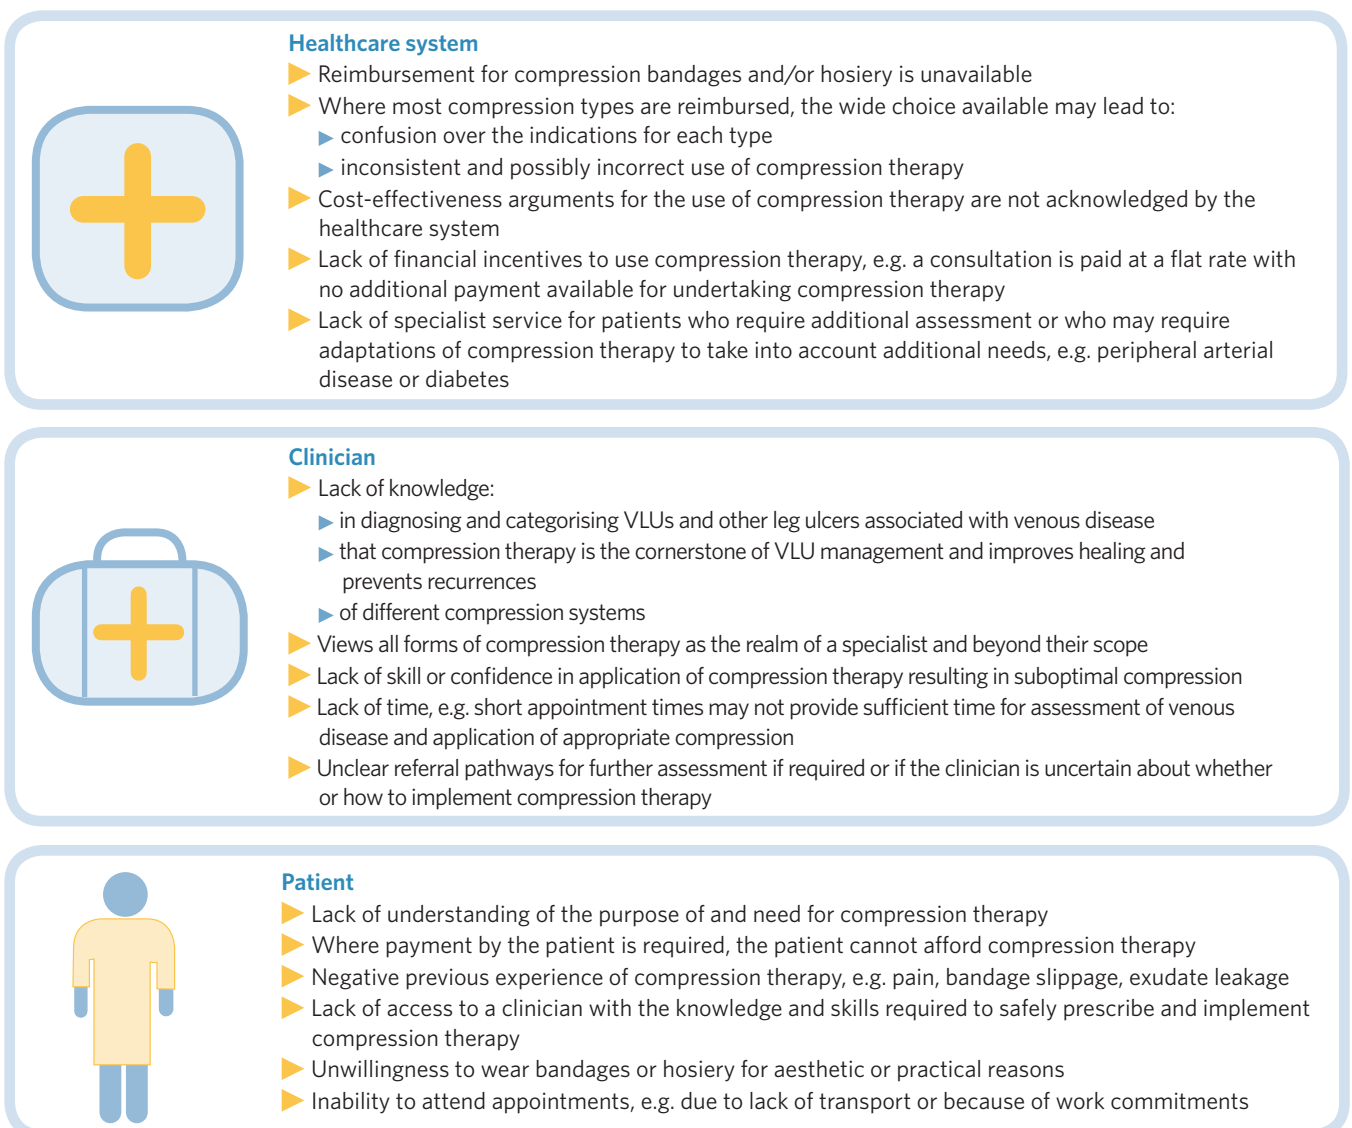 Healthcare system
Reimbursement for compression bandages and/or hosiery is unavailable
Where most compression types are reimbursed, the wide choice available may lead to:
confusion over the indications for each type
inconsistent and possibly incorrect use of compression therapy
Cost-effectiveness arguments for the use of compression therapy are not acknowledged by the
healthcare system
Lack of financial incentives to use compression therapy, e.g. a consultation is paid at a flat rate with
no additional payment available for undertaking compression therapy
Lack of specialist service for patients who require additional assessment or who may require
adaptations of compression therapy to take into account additional needs, e.g. peripheral arterial
disease or diabetes
Clinician
Lack of knowledge:
in diagnosing and categorising VLUs and other leg ulcers associated with venous disease
that compression therapy is the cornerstone of VLU management and improves healing and
prevents recurrences
of different compression systems
Views all forms of compression therapy as the realm of a specialist and beyond their scope
Lack of skill or confidence in application of compression therapy resulting in suboptimal compression
Lack of time, e.g. short appointment times may not provide sufficient time for assessment of venous
disease and application of appropriate compression
Unclear referral pathways for further assessment if required or if the clinician is uncertain about whether
or how to implement compression therapy
Patient
Lack of understanding of the purpose of and need for compression therapy
Where payment by the patient is required, the patient cannot afford compression therapy
Negative previous experience of compression therapy, e.g. pain, bandage slippage, exudate leakage
Lack of access to a clinician with the knowledge and skills required to safely prescribe and implement
compression therapy
Unwillingness to wear bandages or hosiery for aesthetic or practical reasons
Inability to attend appointments, e.g. due to lack of transport or because of work commitments